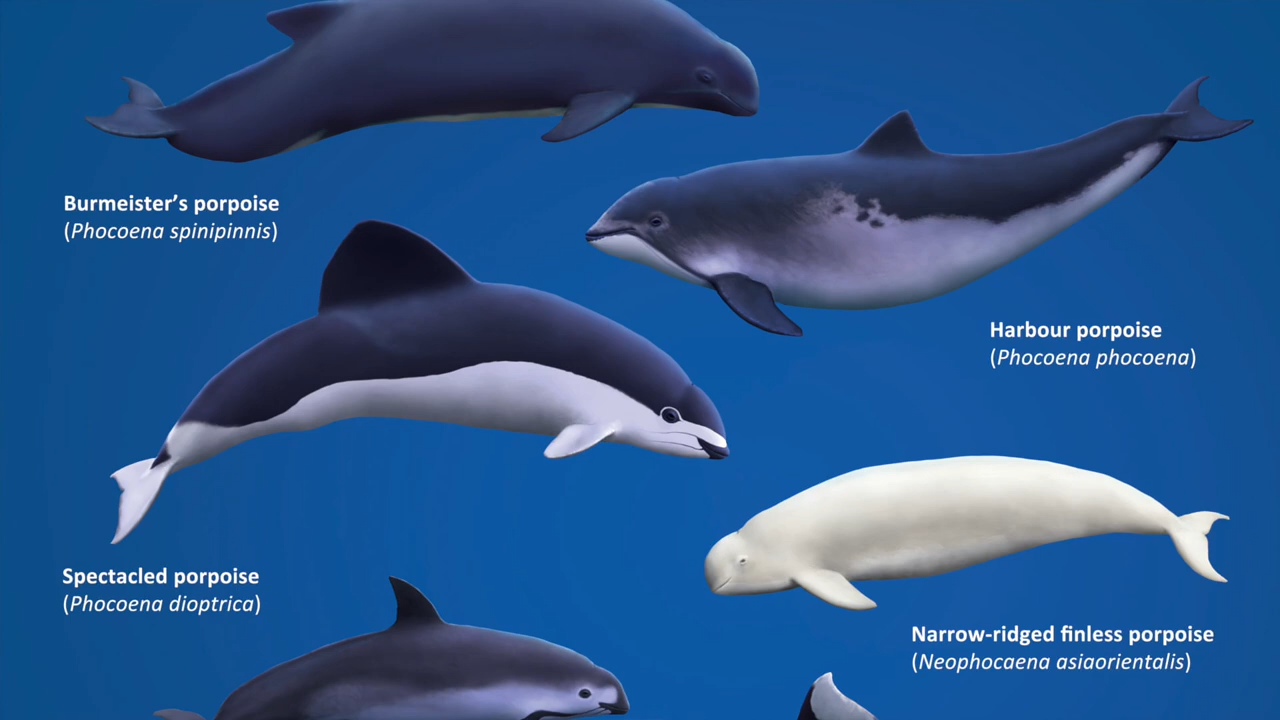 Burmeister’s porpoise
(Phocoena spinipinnis)
Harbour porpoise
(Phocoena phocoena)
Spectacled porpoise
(Phocoena dioptrica)
Narrow-ridged finless porpoise
(Neophocaena asiaorientalis)